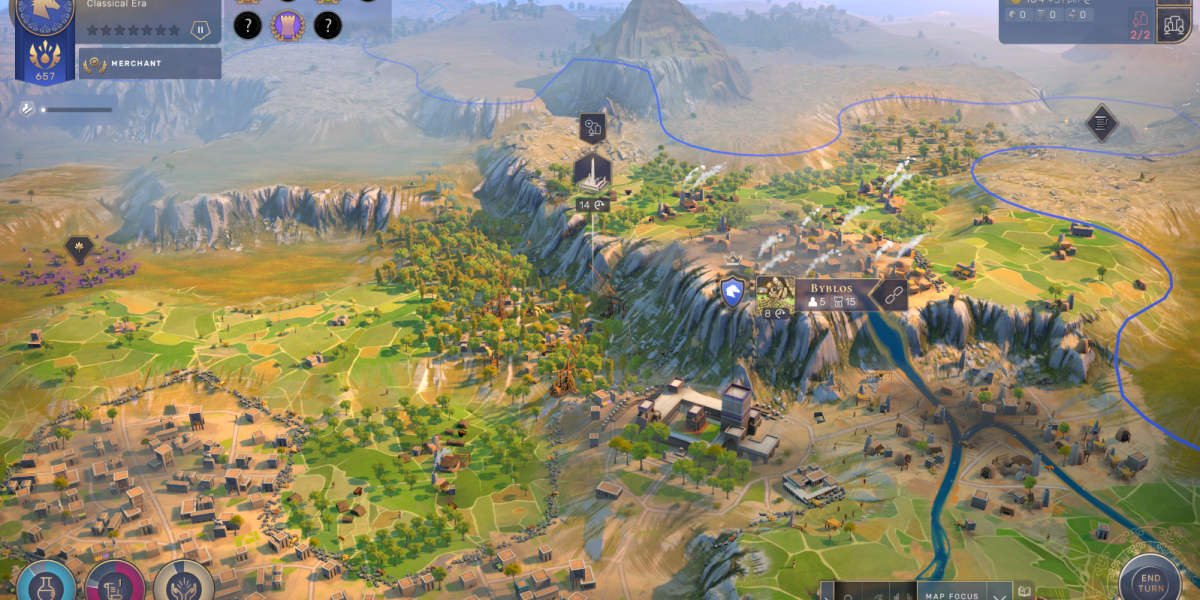 Classical Era
657
MERCHANT
?
?
0
0
0
2/2
14
BYBLOS
5
15
8
MAP FOCUS
END
TURN